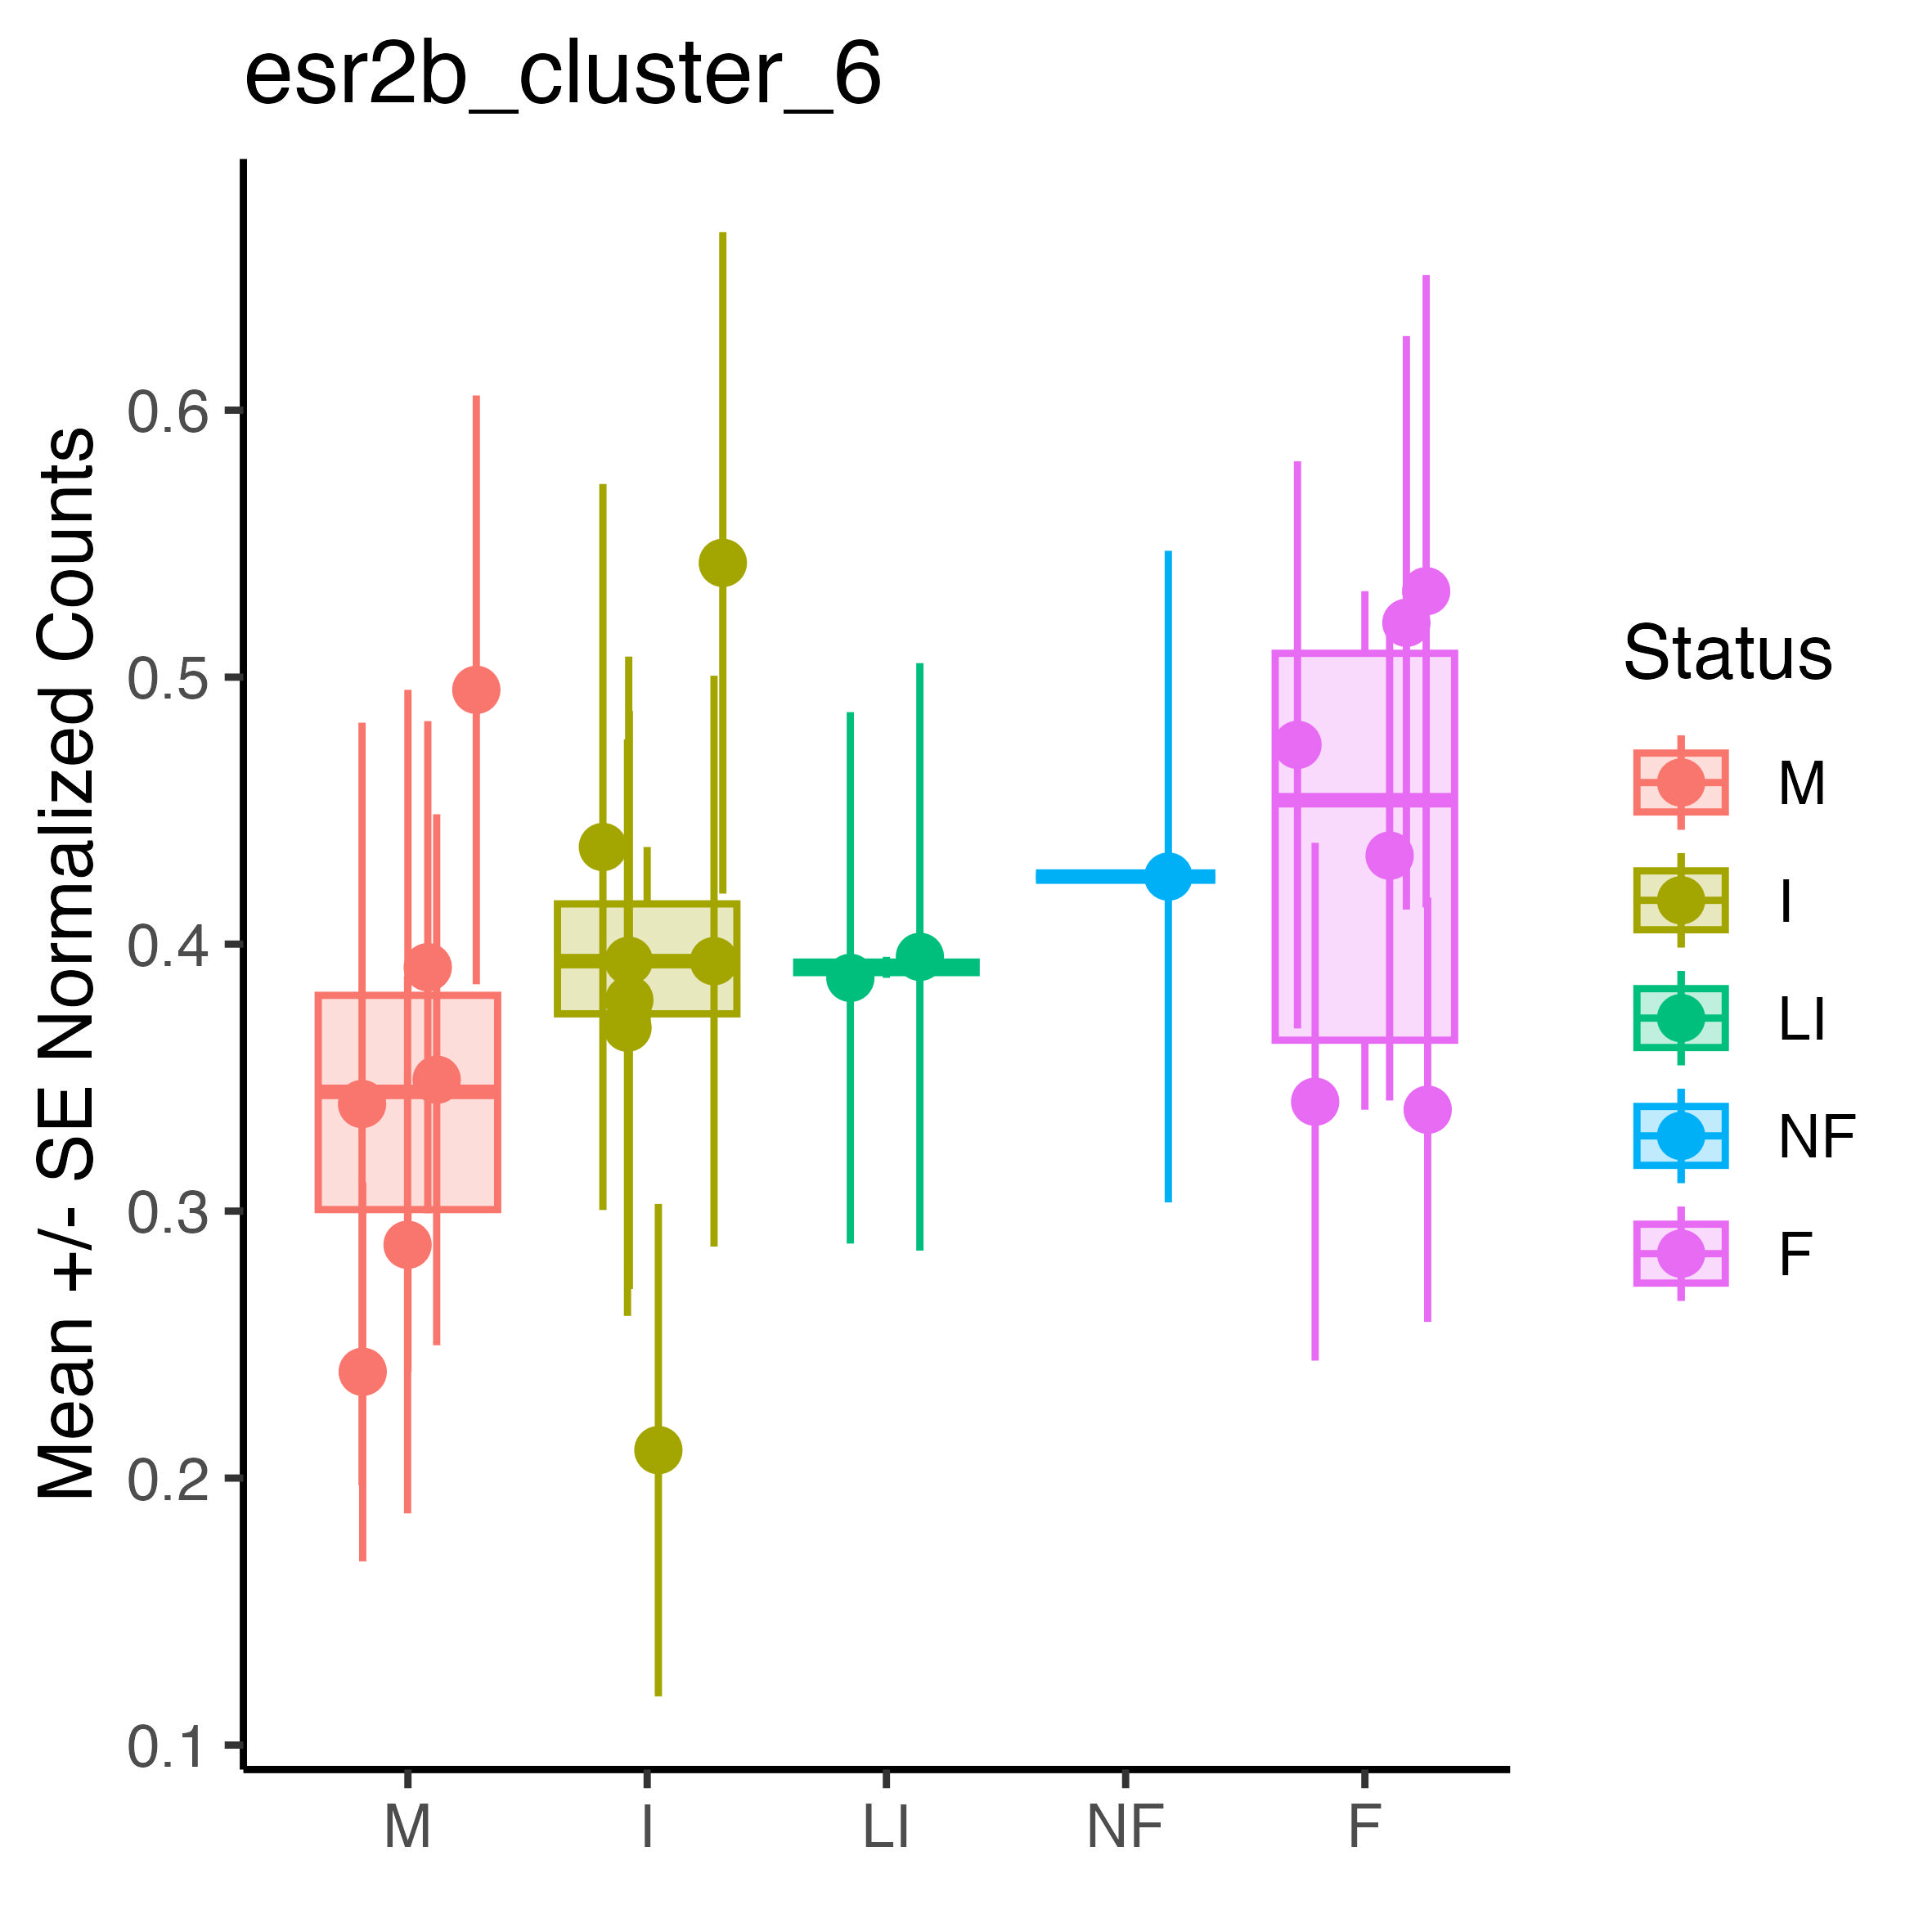 esr2b_cluster_6
Mean +/- SE Normalized Counts
0.6
0.5
0.4
0.3
0.2
0.1
M
I
LI
NF
F
Status
M
I
LI
NF
F